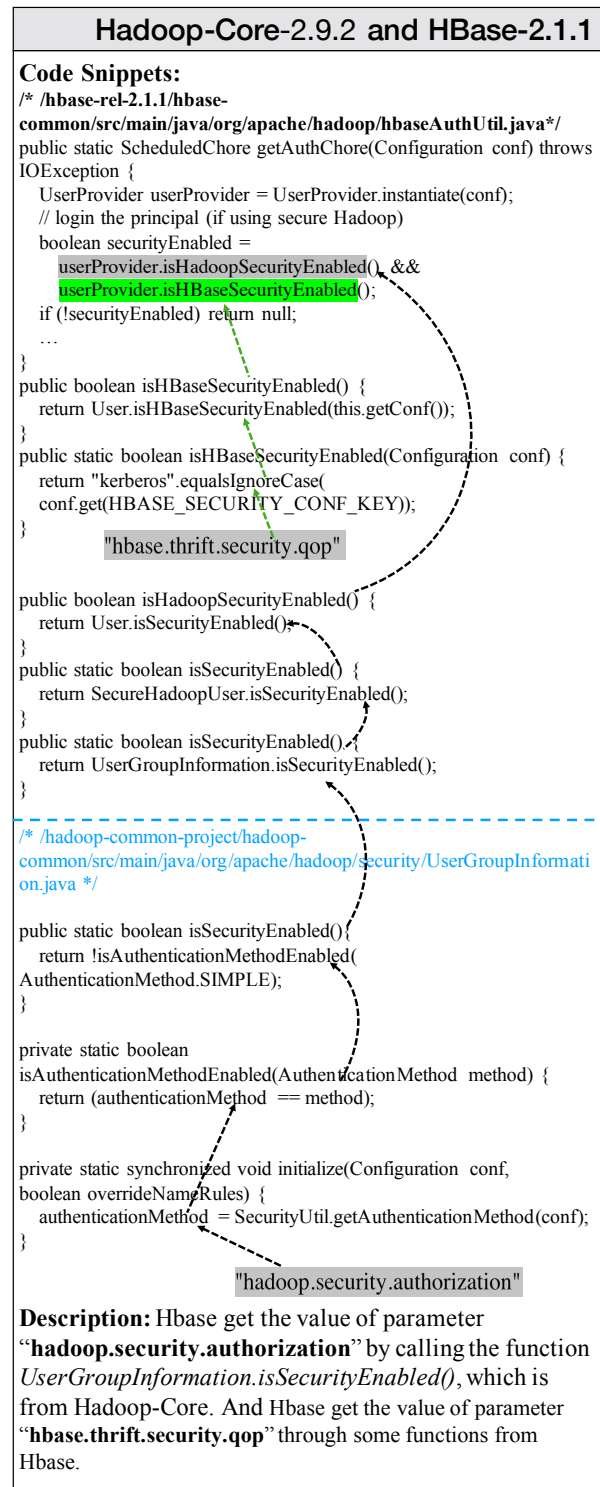 Hadoop-Core-2.9.2 and HBase-2.1.1
Code Snippets:
/* /hbase-rel-2.1.1/hbase-
common/src/main/java/org/apache/hadoop/hbaseAuthUtil.java*/
public static ScheduledChore getAuthChore(Configuration conf) throws
IOException {
UserProvider userProvider = UserProvider.instantiate(conf);
// login the principal (if using secure Hadoop)
boolean securityEnabled =
userProvider.isHadoopSecurityEnabled() &&
userProvider.isHBaseSecurityEnabled();
if (!securityEnabled) return null;
…
}
public boolean isHBaseSecurityEnabled() {
return User.isHBaseSecurityEnabled(this.getConf());
}
public static boolean isHBaseSecurityEnabled(Configuration conf) {
return "kerberos".equalsIgnoreCase(
conf.get(HBASE_SECURITY_CONF_KEY));
}
"hbase.thrift.security.qop"
public boolean isHadoopSecurityEnabled() {
return User.isSecurityEnabled();
}
public static boolean isSecurityEnabled() {
return SecureHadoopUser.isSecurityEnabled();
}
public static boolean isSecurityEnabled() {
return UserGroupInformation.isSecurityEnabled();
}
/* /hadoop-common-project/hadoop-
common/src/main/java/org/apache/hadoop/security/UserGroupInformati
on.java */
public static boolean isSecurityEnabled(){
return !isAuthenticationMethodEnabled(
AuthenticationMethod.SIMPLE);
}
private static boolean
isAuthenticationMethodEnabled(AuthenticationMethod method) {
return (authenticationMethod == method);
}
private static synchronized void initialize(Configuration conf,
boolean overrideNameRules) {
authenticationMethod = SecurityUtil.getAuthenticationMethod(conf);
}
"hadoop.security.authorization"
Description: Hbase get the value of parameter
“hadoop.security.authorization” by calling the function
UserGroupInformation.isSecurityEnabled(), which is
from Hadoop-Core. And Hbase get the value of parameter
“hbase.thrift.security.qop” through some functions from
Hbase.